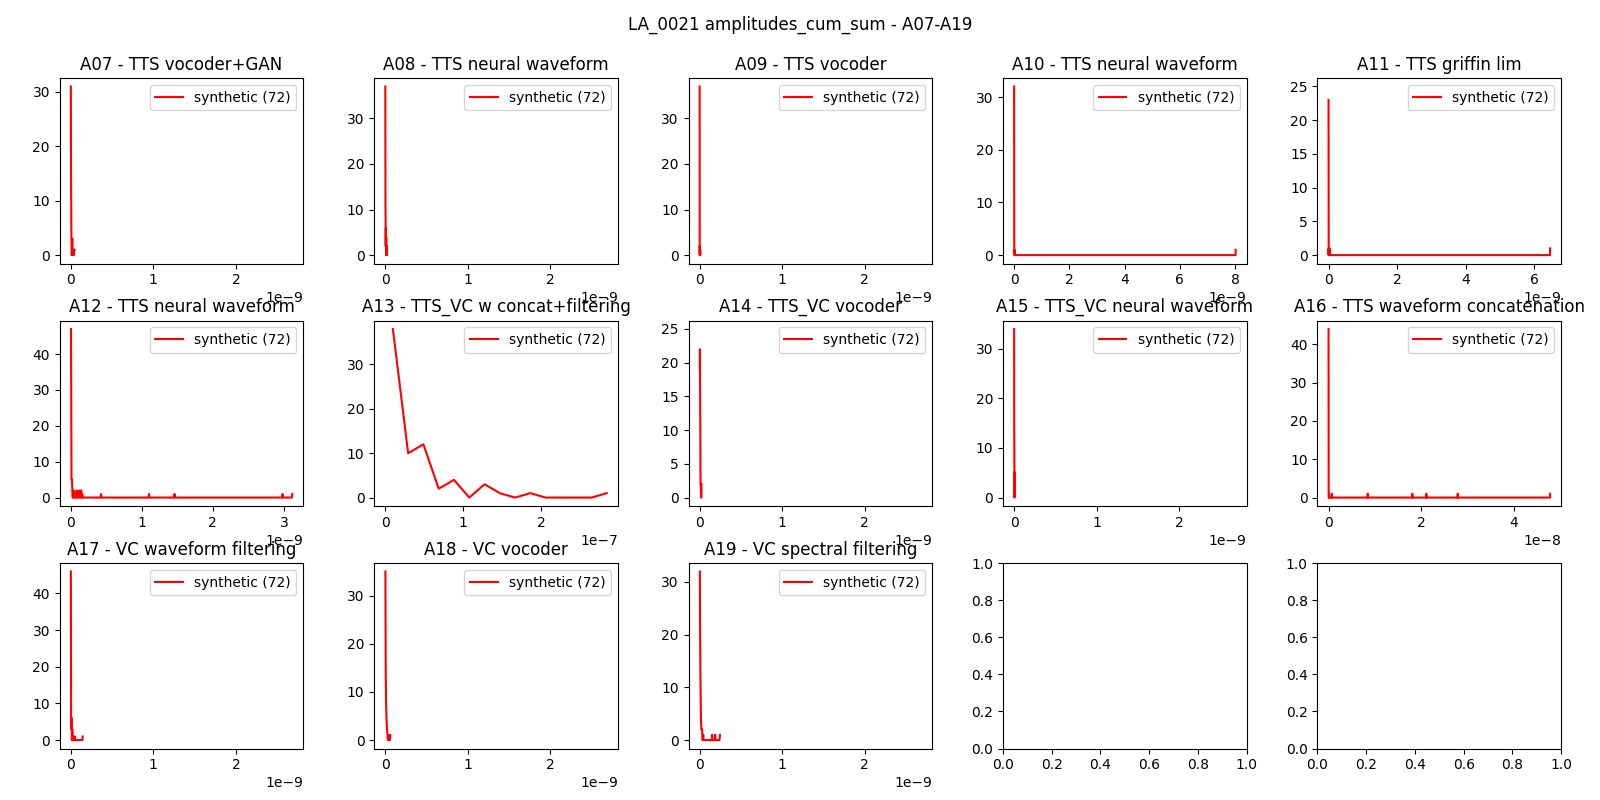 LA_0021 amplitudes_cum_sum - A07-A19
A07 - TTS vocoder+GAN
synthetic (72)
30
20
10
0
0 1 2
1e−9
A08 - TTS neural waveform
synthetic (72)
30
20
10
0
0 1 2
1e−9
A09 - TTS vocoder
synthetic (72)
30
20
10
0
0 1 2
1e−9
A10 - TTS neural waveform
synthetic (72)
30
20
10
0
0 2 4 6 8
1e−9
A11 - TTS griffin lim
synthetic (72)
25
20
15
10
5
0
0 2 4 6
1e−9
A12 - TTS neural waveform
synthetic (72)
40
30
20
10
0
0 1 2 3
1e−9
A13 - TTS_VC w concat+filtering
synthetic (72)
30
20
10
0
0 1 2
1e−7
A14 - TTS_VC vocoder
synthetic (72)
25
20
15
10
5
0
0 1 2
1e−9
A15 - TTS_VC neural waveform
synthetic (72)
30
20
10
0
0 1 2
1e−9
A16 - TTS waveform concatenation
synthetic (72)
40
30
20
10
0
0 2 4
1e−8
A17 - VC waveform filtering
synthetic (72)
40
30
20
10
0
0 1 2
1e−9
A18 - VC vocoder
synthetic (72)
30
20
10
0
0 1 2
1e−9
A19 - VC spectral filtering
synthetic (72)
30
20
10
0
0 1 2
1e−9
1.0
0.8
0.6
0.4
0.2
0.0
0.0 0.2 0.4 0.6 0.8 1.0
1.0
0.8
0.6
0.4
0.2
0.0
0.0 0.2 0.4 0.6 0.8 1.0